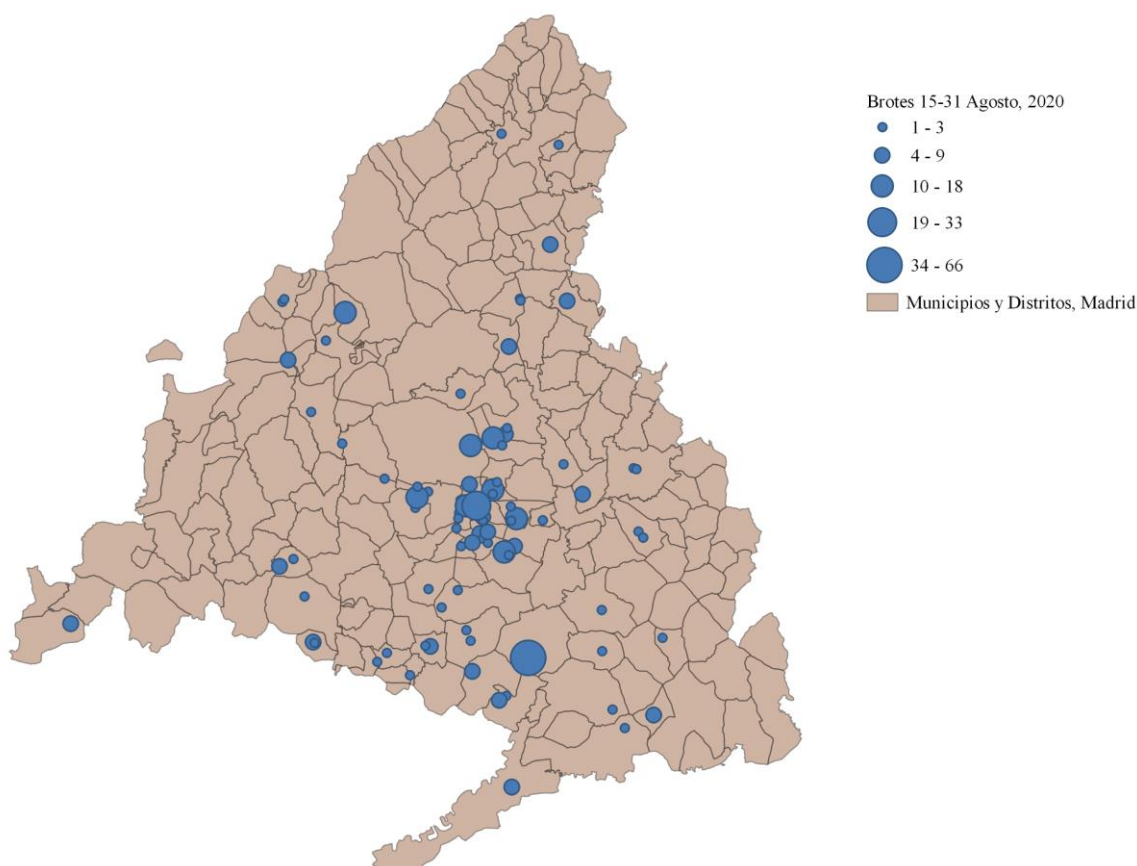 Brotes 15-31 Agosto, 2020
1 - 3
4 - 9
10 - 18
19 - 33
34 - 66
Municipios y Distritos, Madrid